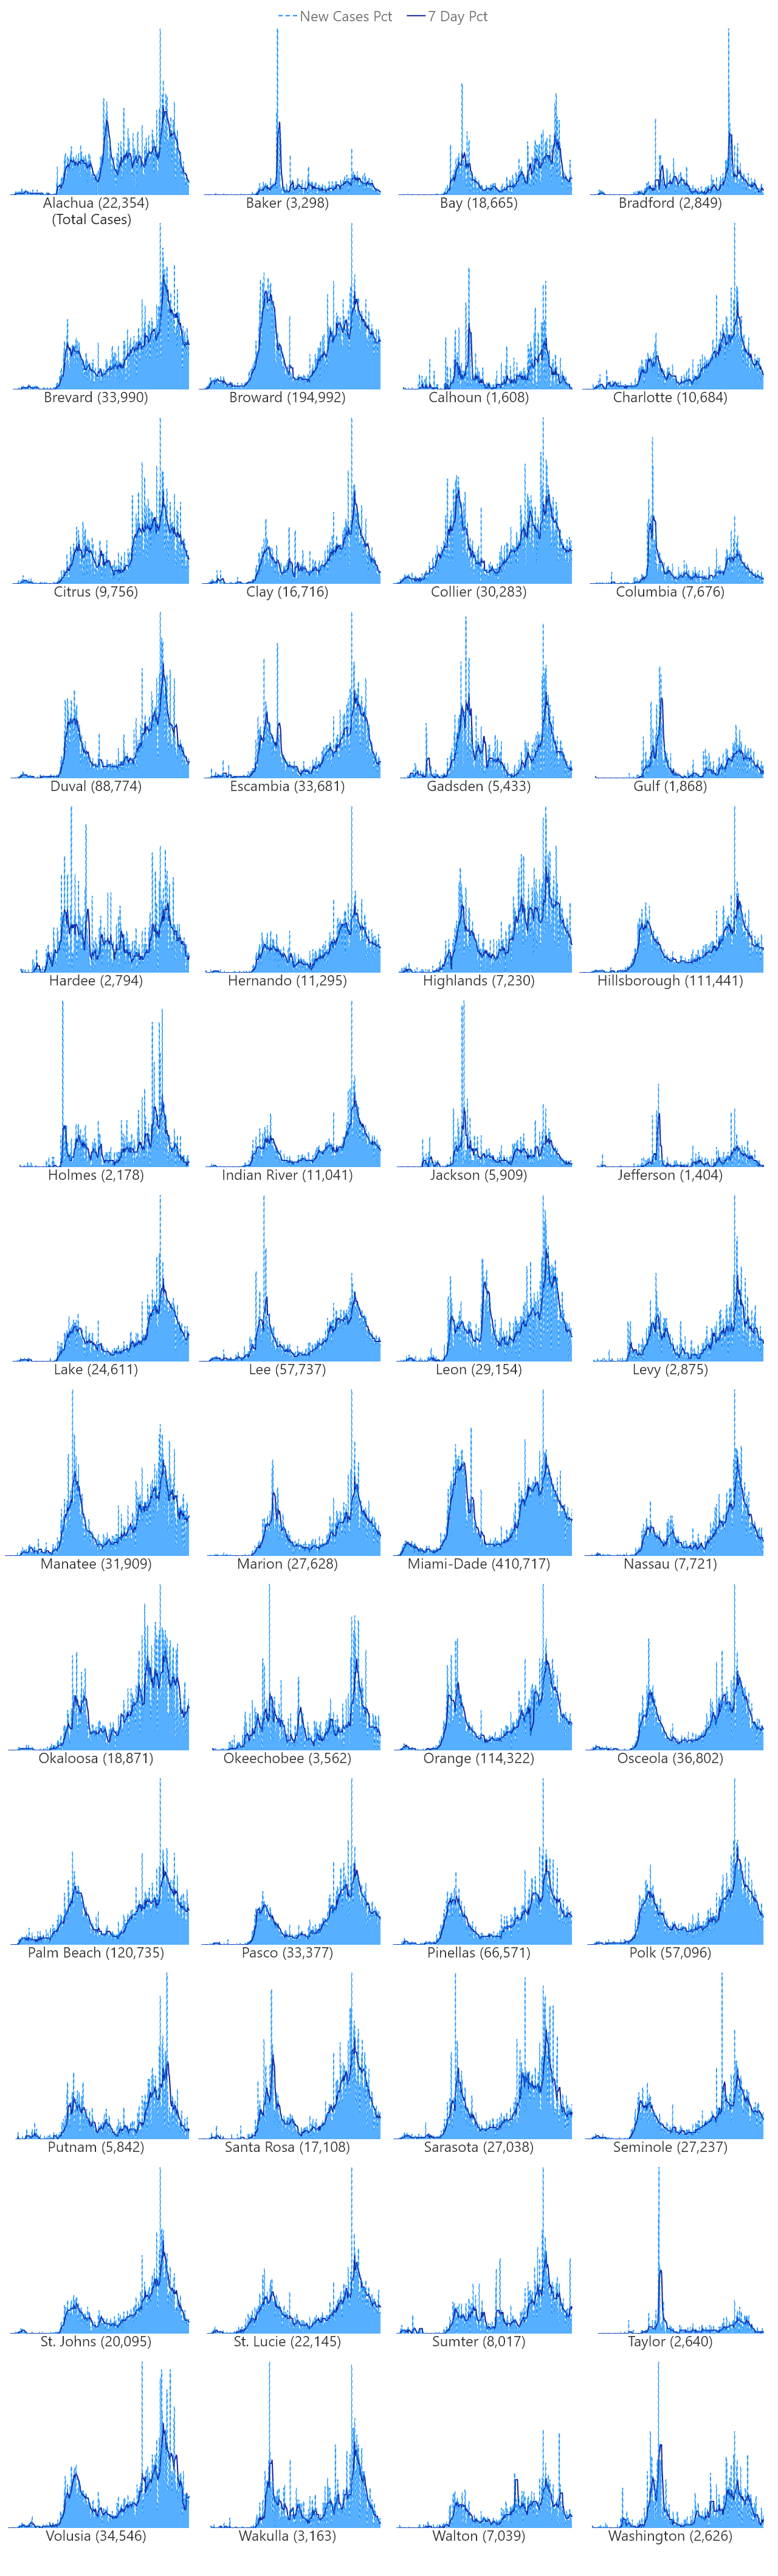 New Cases Pct 7 Day Pct
Alachua (22,354) Baker (3,298) Bay (18,665) Bradford (2,849)
(Total Cases)
Brevard (33,990) Broward (194,992) Calhoun (1,608) Charlotte (10,684)
Citrus (9,756) Clay (16,716) Collier (30,283) Columbia (7,676)
Duval (88,774) Escambia (33,681) Gadsden (5,433) Gulf (1,868)
Hardee (2,794) Hernando (11,295) Highlands (7,230) Hillsborough (111,441)
Holmes (2,178) Indian River (11,041) Jackson (5,909) Jefferson (1,404)
Lake (24,611) Lee (57,737) Leon (29,154) Levy (2,875)
Manatee (31,909) Marion (27,628) Miami-Dade (410,717) Nassau (7,721)
Okaloosa (18,871) Okeechobee (3,562) Orange (114,322) Osceola (36,802)
Palm Beach (120,735) Pasco (33,377) Pinellas (66,571) Polk (57,096)
Putnam (5,842) Santa Rosa (17,108) Sarasota (27,038) Seminole (27,237)
St. Johns (20,095) St. Lucie (22,145) Sumter (8,017) Taylor (2,640)
Volusia (34,546) Wakulla (3,163) Walton (7,039) Washington (2,626)